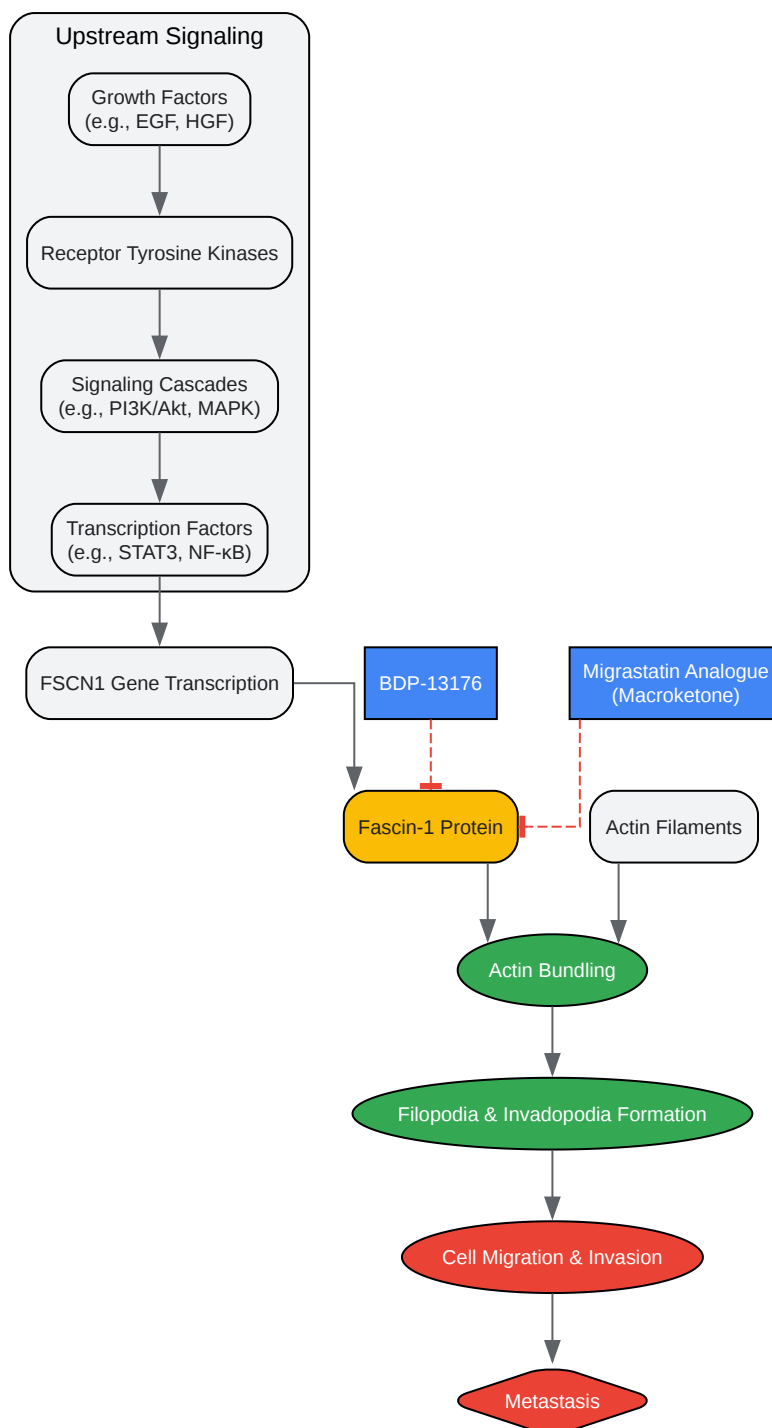 Upstream Signaling
Growth Factors
(e.g., EGF, HGF)
Receptor Tyrosine Kinases
Signaling Cascades
(e.g., PI3K/Akt, MAPK)
Transcription Factors
(e.g., STAT3, NF-κB)
FSCN1 Gene Transcription
BDP-13176
Migrastatin Analogue
(Macroketone)
Fascin-1 Protein
Actin Filaments
Actin Bundling
Filopodia & Invadopodia Formation
Cell Migration & Invasion
Metastasis